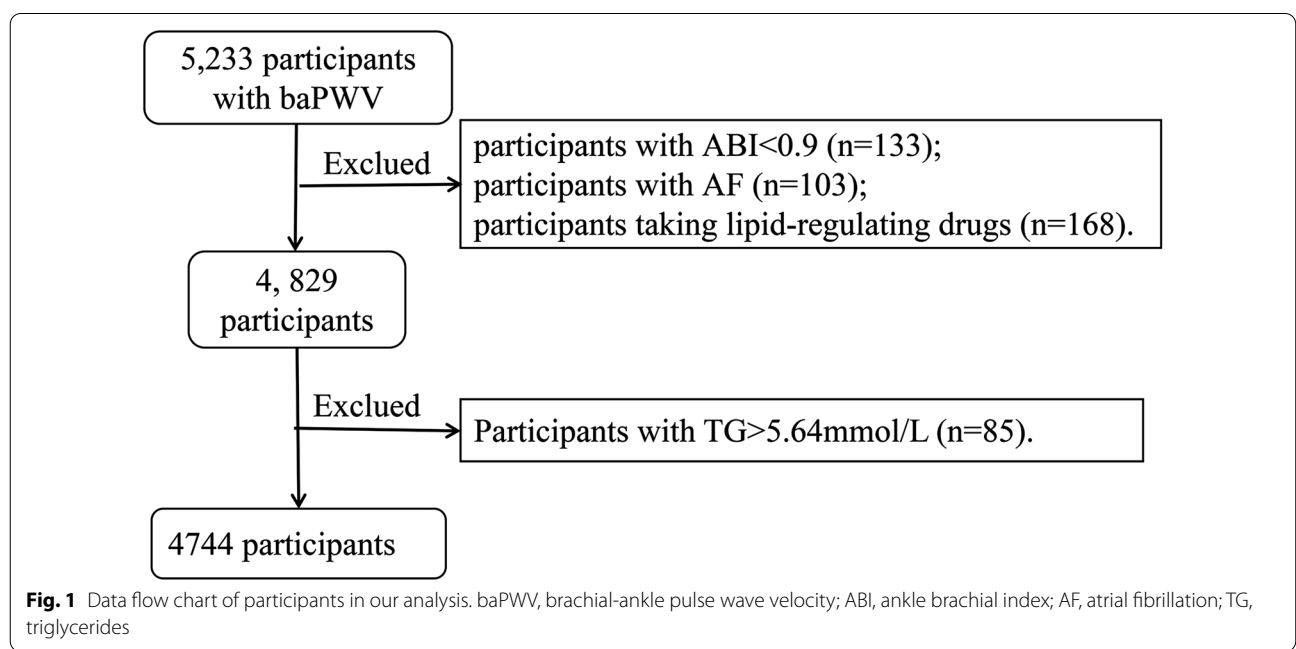 5,233 participants
with baPWV
Exclued
participants with ABI<0.9 (n=133);
participants with AF (n=103);
participants taking lipid-regulating drugs (n=168).
4, 829
participants
Exclued
Participants with TG>5.64mmol/L (n=85).
4744 participants
Fig. 1 Data flow chart of participants in our analysis. baPWV, brachial-ankle pulse wave velocity; ABI, ankle brachial index; AF, atrial fibrillation; TG,
triglycerides